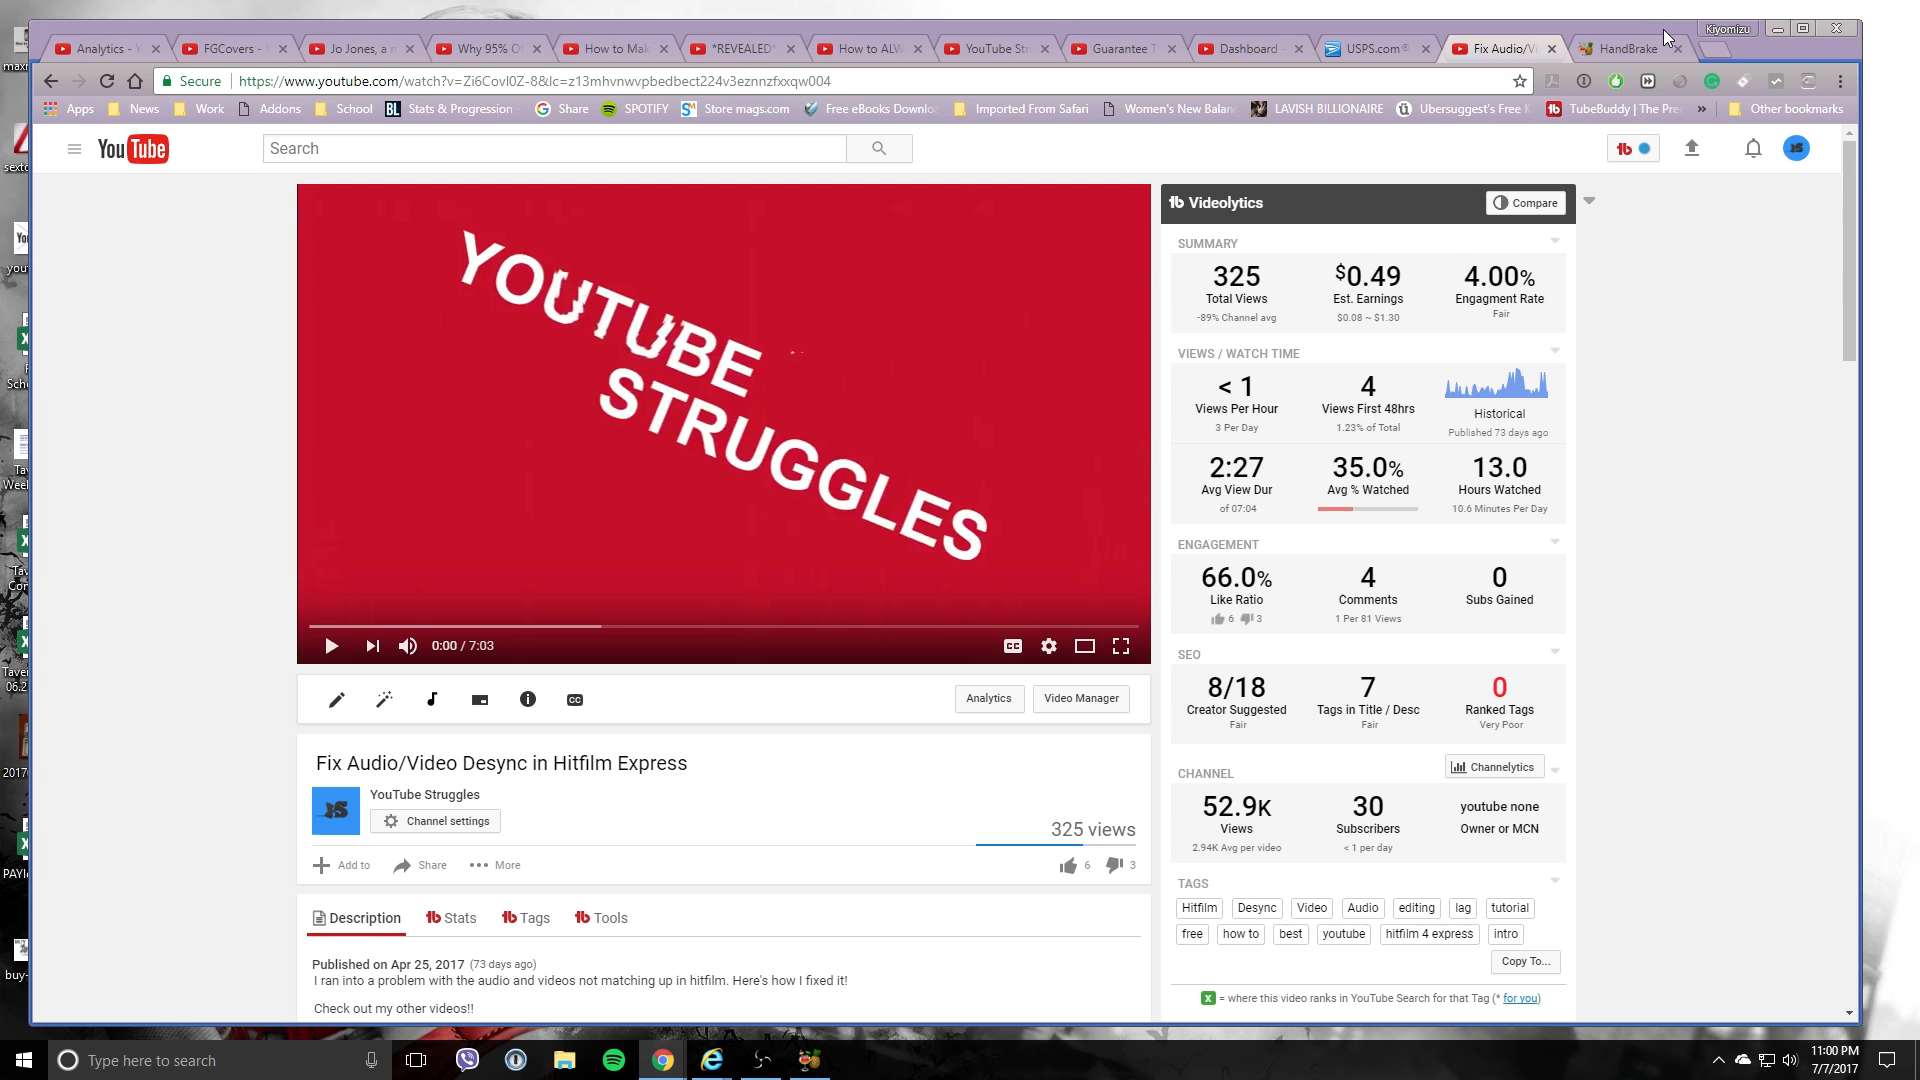 Kiyomizu
Analytics - Y
FGCovers - Y
Jo Jones, a m
Why 95% Of
How to Mak
*REVEALED*
How to ALW
YouTube Str
Guarantee T
Dashboard -
USPS.com®
Fix Audio/Vi
HandBrake
Secure https://www.youtube.com/watch?v=Zi6CovI0Z-8&lc=z13mhvnwvpbedbect224v3eznnzfxxqw004
Apps News Work Addons School BL Stats & Progression Share SPOTIFY Store mags.com Free eBooks Downlo Imported From Safari Women's New Balan LAVISH BILLIONAIRE Ubersuggest's Free K TubeBuddy | The Pre » Other bookmarks
YouTube
Search
YOUTUBE
STRUGGLES
0:00 / 7:03
CC
Analytics
Video Manager
Fix Audio/Video Desync in Hitfilm Express
YouTube Struggles
Channel settings
325 views
Add to Share More
6 3
Description Stats Tags Tools
Published on Apr 25, 2017 (73 days ago)
I ran into a problem with the audio and videos not matching up in hitfilm. Here's how I fixed it!
Check out my other videos!!
Videolytics
Compare
SUMMARY
325 $0.49 4.00%
Total Views Est. Earnings Engagment Rate
-89% Channel avg $0.08 ~ $1.30 Fair
VIEWS / WATCH TIME
< 1 4
Views Per Hour Views First 48hrs Historical
3 Per Day 1.23% of Total Published 73 days ago
2:27 35.0% 13.0
Avg View Dur Avg % Watched Hours Watched
of 07:04 10.6 Minutes Per Day
ENGAGEMENT
66.0% 4 0
Like Ratio Comments Subs Gained
6 3 1 Per 81 Views
SEO
8/18 7 0
Creator Suggested Tags in Title / Desc Ranked Tags
Fair Fair Very Poor
CHANNEL Channelytics
52.9K 30 youtube none
Views Subscribers Owner or MCN
2.94K Avg per video < 1 per day
TAGS
Hitfilm Desync Video Audio editing lag tutorial
free how to best youtube hitfilm 4 express intro
Copy To...
X = where this video ranks in YouTube Search for that Tag (* for you)
Type here to search
11:00 PM
7/7/2017